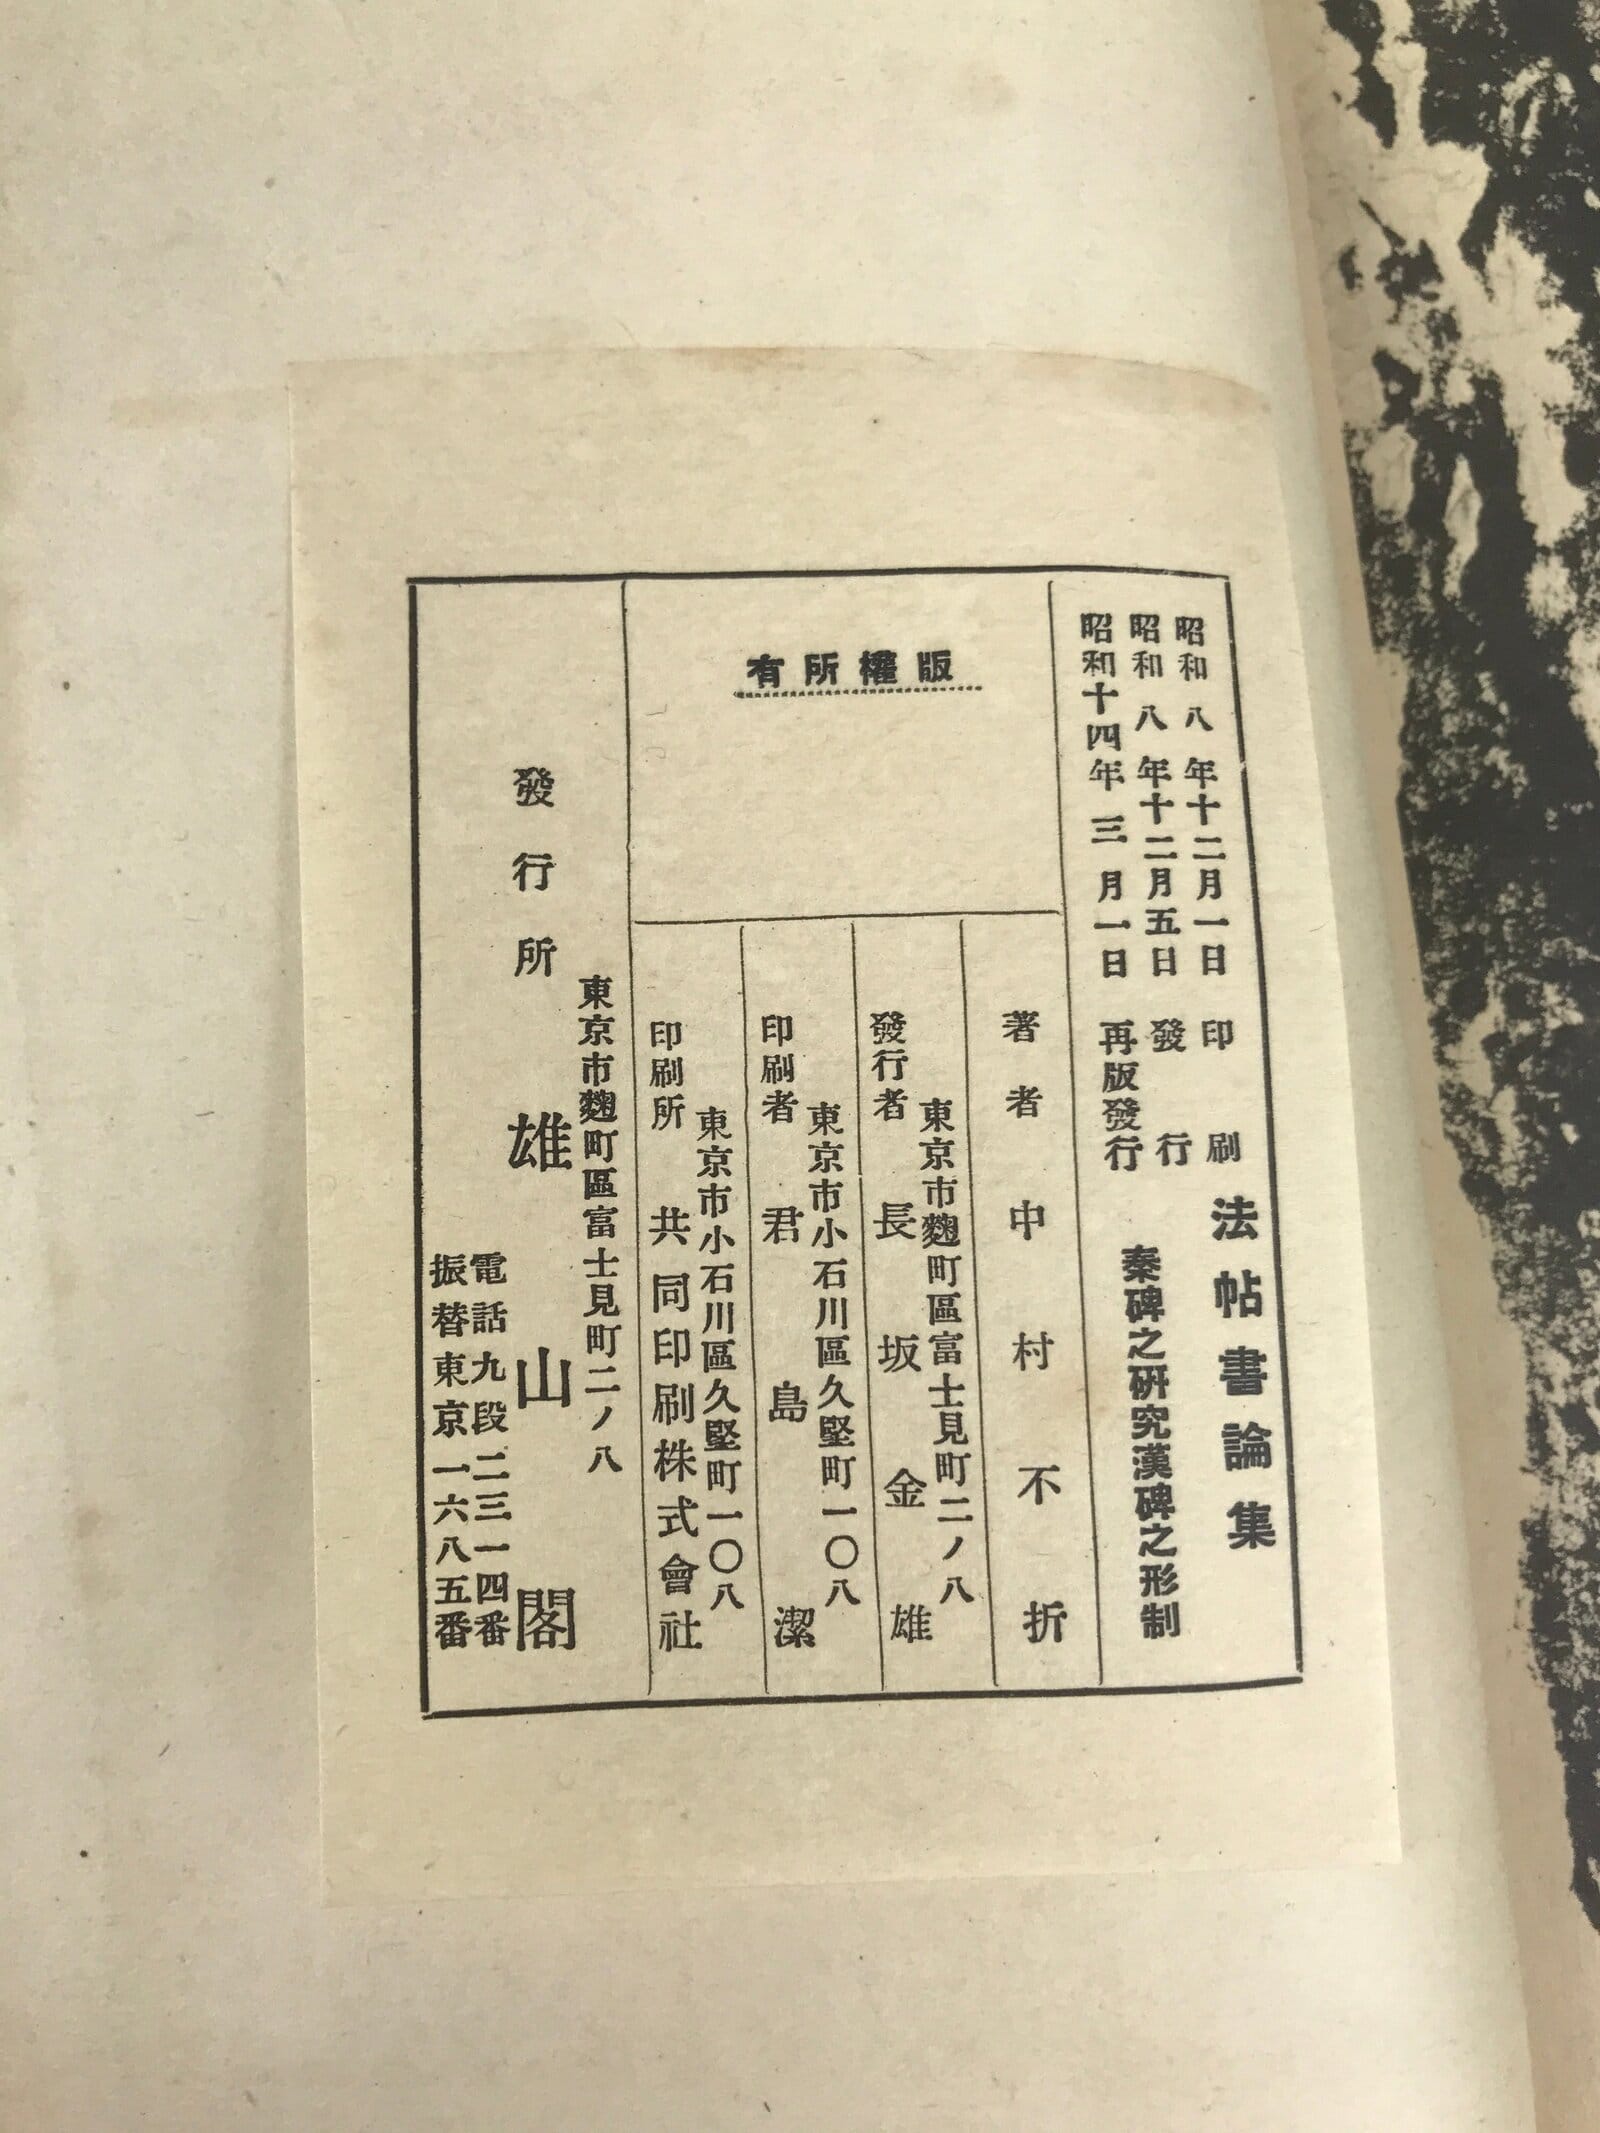 昭和八年十二月一日印刷
昭和八年十二月五日發行
昭和十四年三月一日再版發行
法帖書論集
秦碑之硏究漢碑之形制
版權所有
著者 中村不折
東京市麴町區富士見町二ノ八
發行者 長坂金雄
東京市小石川區久堅町一〇八
印刷者 君島潔
東京市小石川區久堅町一〇八
印刷所 共同印刷株式會社
東京市麴町區富士見町二ノ八
發行所 雄山閣
電話九段二三一四番
振替東京一六八五番